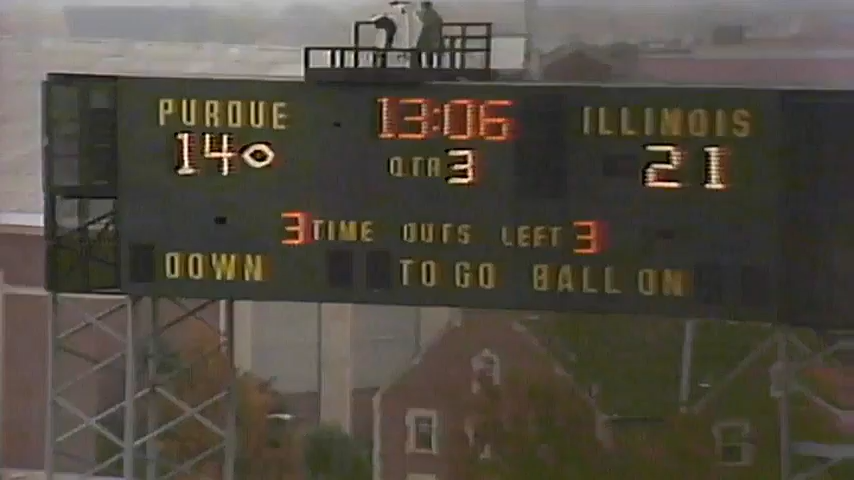 PURDUE 13:06 ILLINOIS
14 QTR 3 21
3 TIME OUTS LEFT 3
DOWN TO GO BALL ON